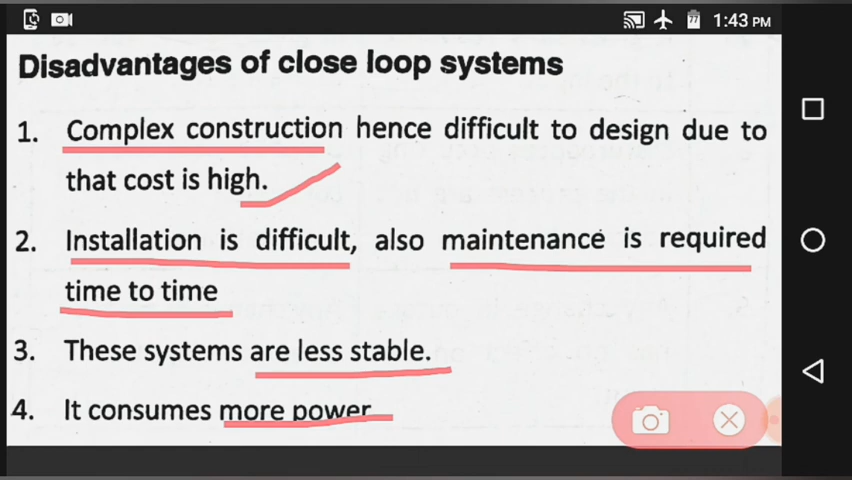 1:43 PM
Disadvantages of close loop systems
1. Complex construction hence difficult to design due to
that cost is high.
2. Installation is difficult, also maintenance is required
time to time
3. These systems are less stable.
4. It consumes more power